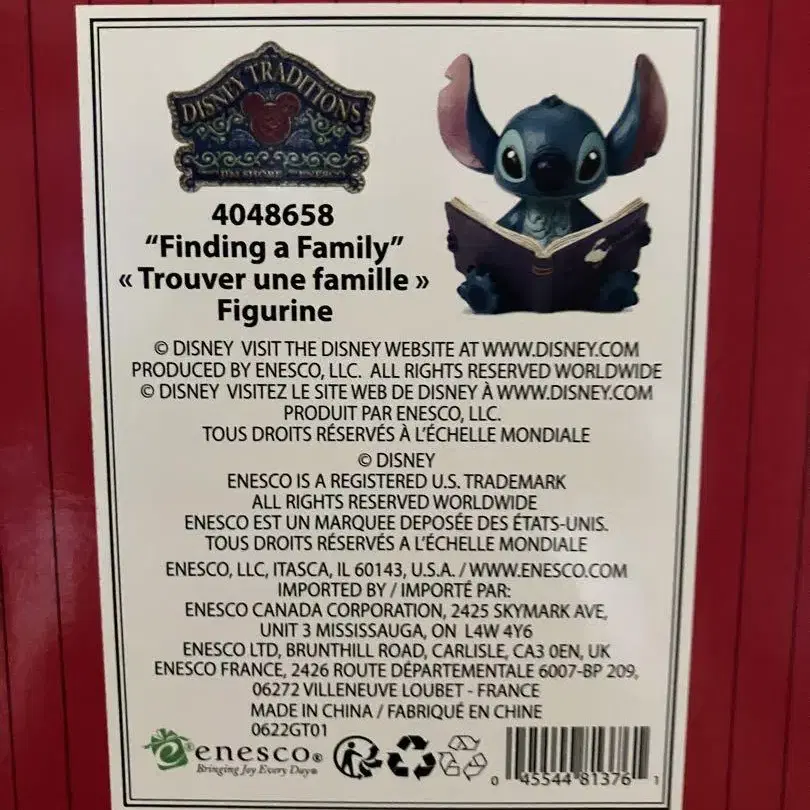 DISNEY TRADITIONS
JIM SHORE ENESCO
4048658
“Finding a Family”
« Trouver une famille »
Figurine
© DISNEY VISIT THE DISNEY WEBSITE AT WWW.DISNEY.COM
PRODUCED BY ENESCO, LLC. ALL RIGHTS RESERVED WORLDWIDE
© DISNEY VISITEZ LE SITE WEB DE DISNEY À WWW.DISNEY.COM
PRODUIT PAR ENESCO, LLC.
TOUS DROITS RÉSERVÉS À L’ÉCHELLE MONDIALE
© DISNEY
ENESCO IS A REGISTERED U.S. TRADEMARK
ALL RIGHTS RESERVED WORLDWIDE
ENESCO EST UN MARQUEE DEPOSÉE DES ÉTATS-UNIS.
TOUS DROITS RÉSERVÉS A L’ÉCHELLE MONDIALE
ENESCO, LLC, ITASCA, IL 60143, U.S.A. / WWW.ENESCO.COM
IMPORTED BY / IMPORTÉ PAR:
ENESCO CANADA CORPORATION, 2425 SKYMARK AVE,
UNIT 3 MISSISSAUGA, ON L4W 4Y6
ENESCO LTD, BRUNTHILL ROAD, CARLISLE, CA3 0EN, UK
ENESCO FRANCE, 2426 ROUTE DÉPARTEMENTALE 6007-BP 209,
06272 VILLENEUVE LOUBET - FRANCE
MADE IN CHINA / FABRIQUÉ EN CHINE
0622GT01
enesco®
Bringing Joy Every Day®
0 45544 81376 1